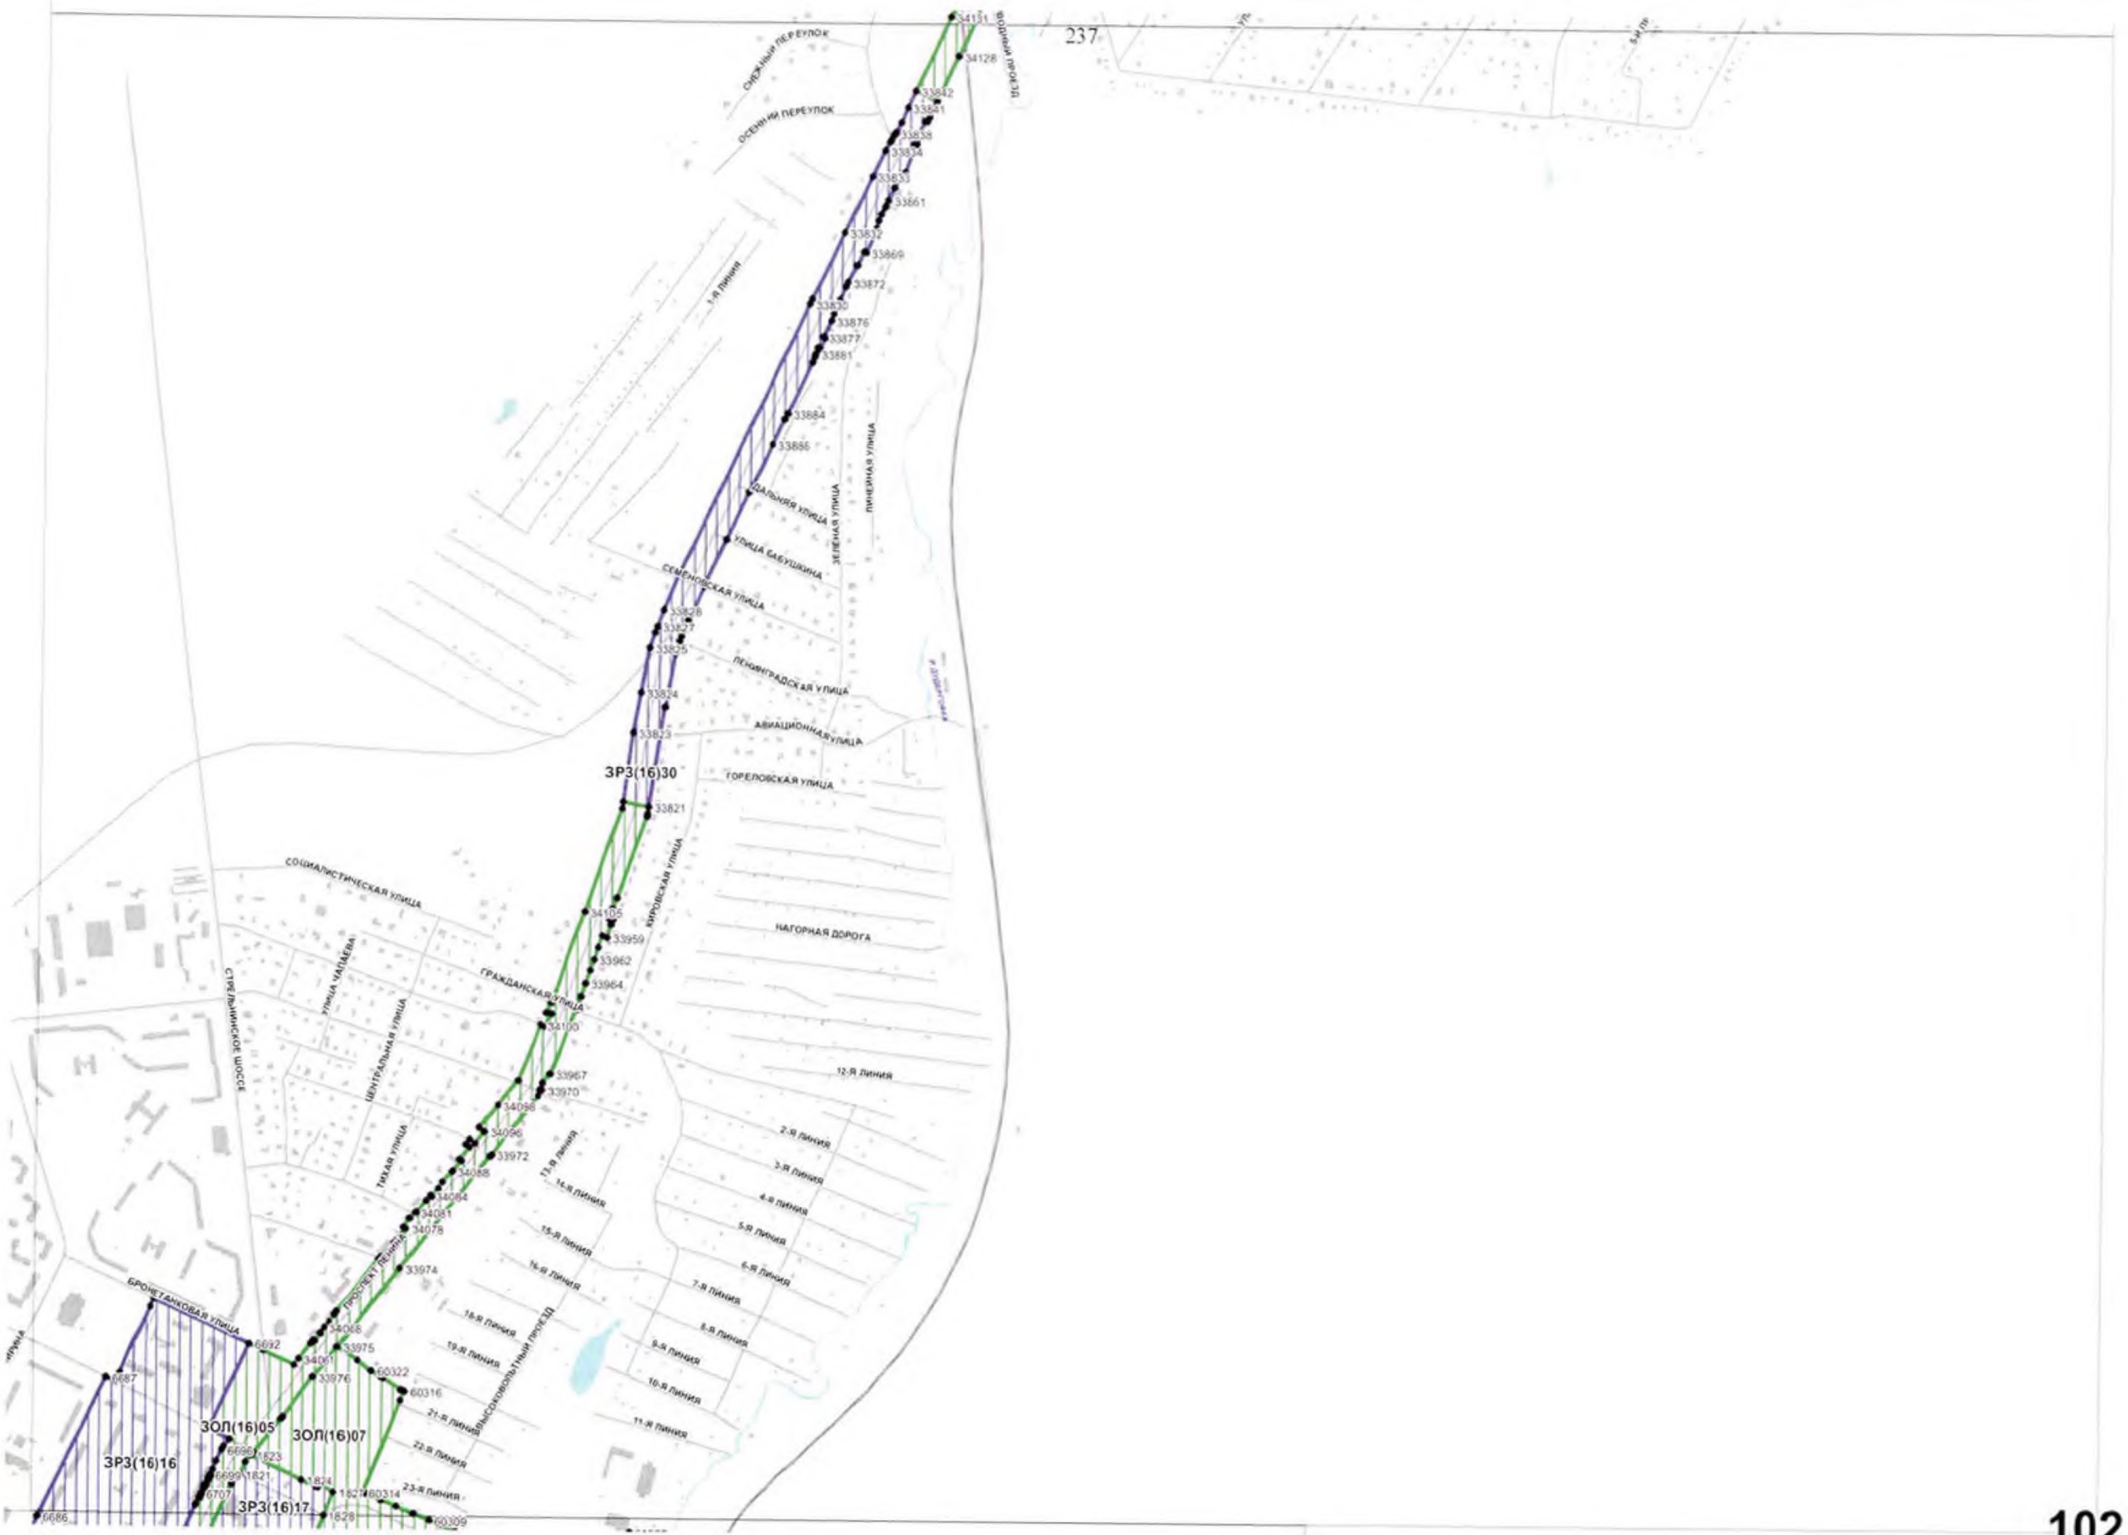 34131
237
34128
ВОДНЫЙ ПРОЕЗД
СНЕЖНЫЙ ПЕРЕУЛОК
УЛ.
33842
33841
ОСЕННИЙ ПЕРЕУЛОК
33838
33834
33833
33861
33832
33869
1-Я ЛИНИЯ
33872
33830
33876
33877
33881
33884
33886
ЛИНЕЙНАЯ УЛИЦА
ДАЛЬНЯЯ УЛИЦА
ЗЕЛЁНАЯ УЛИЦА
УЛИЦА БАБУШКИНА
СЕМЕНОВСКАЯ УЛИЦА
33828
33827
33825
ЛЕНИНГРАДСКАЯ УЛИЦА
33824
33823
АВИАЦИОННАЯ УЛИЦА
ЗРЗ(16)30
ГОРЕЛОВСКАЯ УЛИЦА
33821
КИРОВСКАЯ УЛИЦА
СОЦИАЛИСТИЧЕСКАЯ УЛИЦА
34105
33959
НАГОРНАЯ ДОРОГА
33962
33964
УЛИЦА ЧАПАЕВА
ГРАЖДАНСКАЯ УЛИЦА
34100
СТРЕЛЬНИНСКОЕ ШОССЕ
ЦЕНТРАЛЬНАЯ УЛИЦА
33967
12-Я ЛИНИЯ
33970
34098
34096
2-Я ЛИНИЯ
33972
13-Я ЛИНИЯ
ТИХАЯ УЛИЦА
34088
3-Я ЛИНИЯ
14-Я ЛИНИЯ
34084
4-Я ЛИНИЯ
34081
34078
5-Я ЛИНИЯ
15-Я ЛИНИЯ
33974
6-Я ЛИНИЯ
16-Я ЛИНИЯ
ПРОСПЕКТ ЛЕНИНА
7-Я ЛИНИЯ
БРОНЕТАНКОВАЯ УЛИЦА
34068
18-Я ЛИНИЯ
8-Я ЛИНИЯ
6692
33975
19-Я ЛИНИЯ
9-Я ЛИНИЯ
34061
60322
ВЫСОКОВОЛЬТНЫЙ ПРОЕЗД
6687
33976
60316
10-Я ЛИНИЯ
21-Я ЛИНИЯ
11-Я ЛИНИЯ
ЗОЛ(16)05
ЗОЛ(16)07
22-Я ЛИНИЯ
6696
1823
ЗРЗ(16)16
6699
1821
1824
23-Я ЛИНИЯ
6707
1827
60314
ЗРЗ(16)17
6686
1828
60309
102